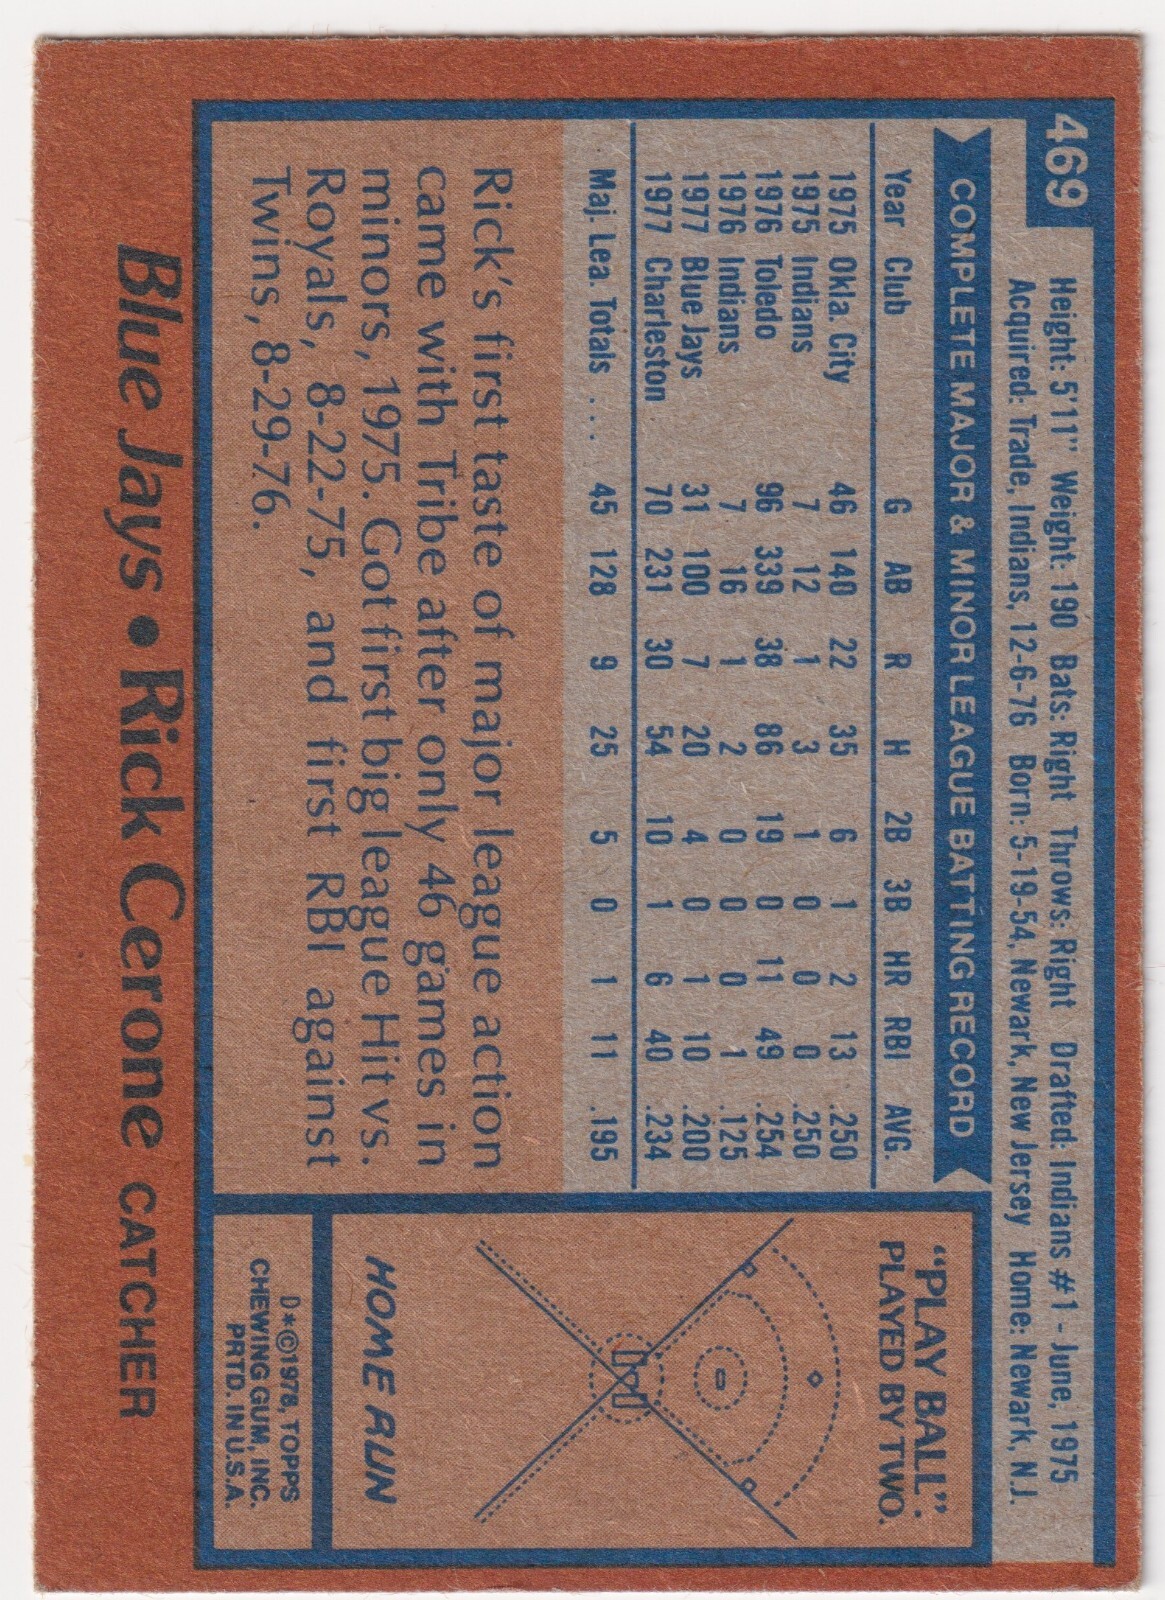 469
Height: 5'11" Weight: 190 Bats: Right Throws: Right Drafted: Indians #1 - June, 1975
Acquired: Trade, Indians, 12-6-76 Born: 5-19-54, Newark, New Jersey Home: Newark, N.J.
COMPLETE MAJOR & MINOR LEAGUE BATTING RECORD
Year Club G AB R H 2B 3B HR RBI AVG.
1975 Okla. City 46 140 22 35 6 1 2 13 .250
1975 Indians 7 12 1 3 1 0 0 0 .250
1976 Toledo 96 339 38 86 19 0 11 49 .254
1976 Indians 7 16 1 2 0 0 0 1 .125
1977 Blue Jays 31 100 7 20 4 0 1 10 .200
1977 Charleston 70 231 30 54 10 1 6 40 .234
Maj. Lea. Totals .... 45 128 9 25 5 0 1 11 .195
Rick's first taste of major league action
came with Tribe after only 46 games in
minors, 1975. Got first big league Hit vs.
Royals, 8-22-75, and first RBI against
Twins, 8-29-76.
"PLAY BALL":
PLAYED BY TWO.
HOME RUN
D*©1978, TOPPS
CHEWING GUM, INC.
PRTD. IN U.S.A.
Blue Jays • Rick Cerone CATCHER